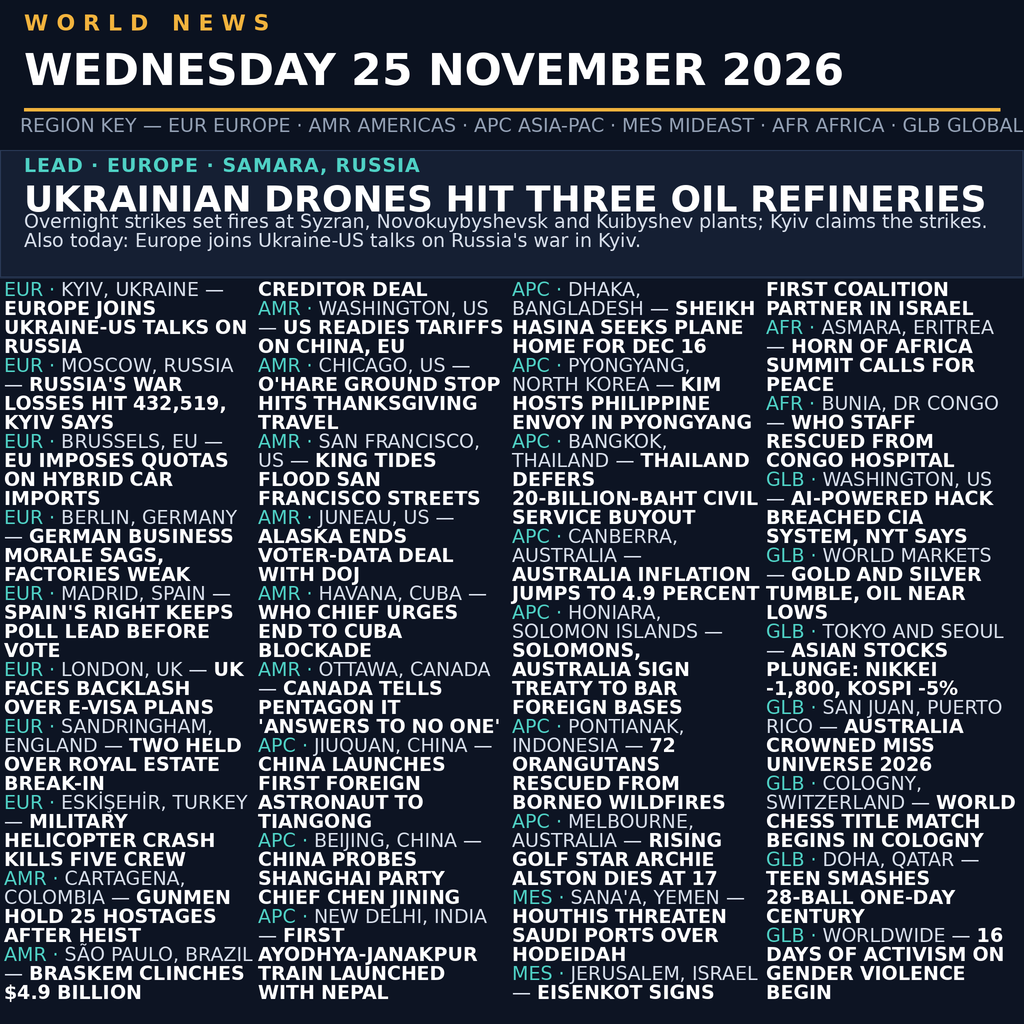 WORLD NEWS
WEDNESDAY 25 NOVEMBER 2026
REGION KEY — EUR EUROPE · AMR AMERICAS · APC ASIA-PAC · MES MIDEAST · AFR AFRICA · GLB GLOBAL
LEAD · EUROPE · SAMARA, RUSSIA
UKRAINIAN DRONES HIT THREE OIL REFINERIES
Overnight strikes set fires at Syzran, Novokuybyshevsk and Kuibyshev plants; Kyiv claims the strikes.
Also today: Europe joins Ukraine-US talks on Russia's war in Kyiv.
EUR · KYIV, UKRAINE —
EUROPE JOINS
UKRAINE-US TALKS ON
RUSSIA
EUR · MOSCOW, RUSSIA
— RUSSIA'S WAR
LOSSES HIT 432,519,
KYIV SAYS
EUR · BRUSSELS, EU —
EU IMPOSES QUOTAS
ON HYBRID CAR
IMPORTS
EUR · BERLIN, GERMANY
— GERMAN BUSINESS
MORALE SAGS,
FACTORIES WEAK
EUR · MADRID, SPAIN —
SPAIN'S RIGHT KEEPS
POLL LEAD BEFORE
VOTE
EUR · LONDON, UK — UK
FACES BACKLASH
OVER E-VISA PLANS
EUR · SANDRINGHAM,
ENGLAND — TWO HELD
OVER ROYAL ESTATE
BREAK-IN
EUR · ESKİŞEHİR, TURKEY
— MILITARY
HELICOPTER CRASH
KILLS FIVE CREW
AMR · CARTAGENA,
COLOMBIA — GUNMEN
HOLD 25 HOSTAGES
AFTER HEIST
AMR · SÃO PAULO, BRAZIL
— BRASKEM CLINCHES
$4.9 BILLION
CREDITOR DEAL
AMR · WASHINGTON, US
— US READIES TARIFFS
ON CHINA, EU
AMR · CHICAGO, US —
O'HARE GROUND STOP
HITS THANKSGIVING
TRAVEL
AMR · SAN FRANCISCO,
US — KING TIDES
FLOOD SAN
FRANCISCO STREETS
AMR · JUNEAU, US —
ALASKA ENDS
VOTER-DATA DEAL
WITH DOJ
AMR · HAVANA, CUBA —
WHO CHIEF URGES
END TO CUBA
BLOCKADE
AMR · OTTAWA, CANADA
— CANADA TELLS
PENTAGON IT
'ANSWERS TO NO ONE'
APC · JIUQUAN, CHINA —
CHINA LAUNCHES
FIRST FOREIGN
ASTRONAUT TO
TIANGONG
APC · BEIJING, CHINA —
CHINA PROBES
SHANGHAI PARTY
CHIEF CHEN JINING
APC · NEW DELHI, INDIA
— FIRST
AYODHYA-JANAKPUR
TRAIN LAUNCHED
WITH NEPAL
APC · DHAKA,
BANGLADESH — SHEIKH
HASINA SEEKS PLANE
HOME FOR DEC 16
APC · PYONGYANG,
NORTH KOREA — KIM
HOSTS PHILIPPINE
ENVOY IN PYONGYANG
APC · BANGKOK,
THAILAND — THAILAND
DEFERS
20-BILLION-BAHT CIVIL
SERVICE BUYOUT
APC · CANBERRA,
AUSTRALIA —
AUSTRALIA INFLATION
JUMPS TO 4.9 PERCENT
APC · HONIARA,
SOLOMON ISLANDS —
SOLOMONS,
AUSTRALIA SIGN
TREATY TO BAR
FOREIGN BASES
APC · PONTIANAK,
INDONESIA — 72
ORANGUTANS
RESCUED FROM
BORNEO WILDFIRES
APC · MELBOURNE,
AUSTRALIA — RISING
GOLF STAR ARCHIE
ALSTON DIES AT 17
MES · SANA'A, YEMEN —
HOUTHIS THREATEN
SAUDI PORTS OVER
HODEIDAH
MES · JERUSALEM, ISRAEL
— EISENKOT SIGNS
FIRST COALITION
PARTNER IN ISRAEL
AFR · ASMARA, ERITREA
— HORN OF AFRICA
SUMMIT CALLS FOR
PEACE
AFR · BUNIA, DR CONGO
— WHO STAFF
RESCUED FROM
CONGO HOSPITAL
GLB · WASHINGTON, US
— AI-POWERED HACK
BREACHED CIA
SYSTEM, NYT SAYS
GLB · WORLD MARKETS
— GOLD AND SILVER
TUMBLE, OIL NEAR
LOWS
GLB · TOKYO AND SEOUL
— ASIAN STOCKS
PLUNGE: NIKKEI
-1,800, KOSPI -5%
GLB · SAN JUAN, PUERTO
RICO — AUSTRALIA
CROWNED MISS
UNIVERSE 2026
GLB · COLOGNY,
SWITZERLAND — WORLD
CHESS TITLE MATCH
BEGINS IN COLOGNY
GLB · DOHA, QATAR —
TEEN SMASHES
28-BALL ONE-DAY
CENTURY
GLB · WORLDWIDE — 16
DAYS OF ACTIVISM ON
GENDER VIOLENCE
BEGIN